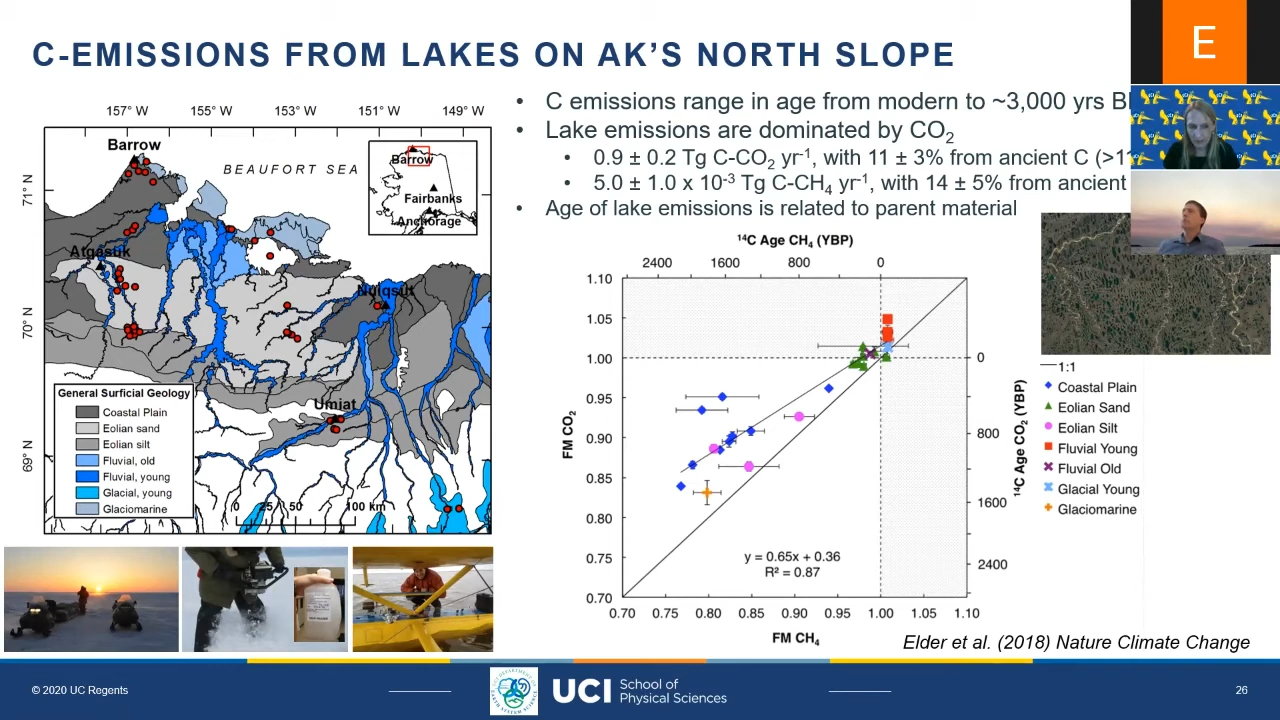 C-EMISSIONS FROM LAKES ON AK'S NORTH SLOPE
E
• C emissions range in age from modern to ~3,000 yrs
• Lake emissions are dominated by CO₂
• 0.9 ± 0.2 Tg C-CO₂ yr⁻¹, with 11 ± 3% from ancient C
• 5.0 ± 1.0 x 10⁻³ Tg C-CH₄ yr⁻¹, with 14 ± 5% from ancient
• Age of lake emissions is related to parent material
157° W 155° W 153° W 151° W 149° W
71° N
70° N
69° N
Barrow
BEAUFORT SEA
Barrow
Fairbanks
Anchorage
Atqasuk
Nuiqsut
Umiat
General Surficial Geology
Coastal Plain
Eolian sand
Eolian silt
Fluvial, old
Fluvial, young
Glacial, young
Glaciomarine
0 25 50 100 km
¹⁴C Age CH₄ (YBP)
2400 1600 800 0
1.10
1.05
1.00
0.95
0.90
0.85
0.80
0.75
0.70
FM CO₂
y = 0.65x + 0.36
R² = 0.87
0.70 0.75 0.80 0.85 0.90 0.95 1.00 1.05 1.10
FM CH₄
0
800
1600
2400
¹⁴C Age CO₂ (YBP)
1:1
Coastal Plain
Eolian Sand
Eolian Silt
Fluvial Young
Fluvial Old
Glacial Young
Glaciomarine
Elder et al. (2018) Nature Climate Change
© 2020 UC Regents
UCI School of
Physical Sciences
26